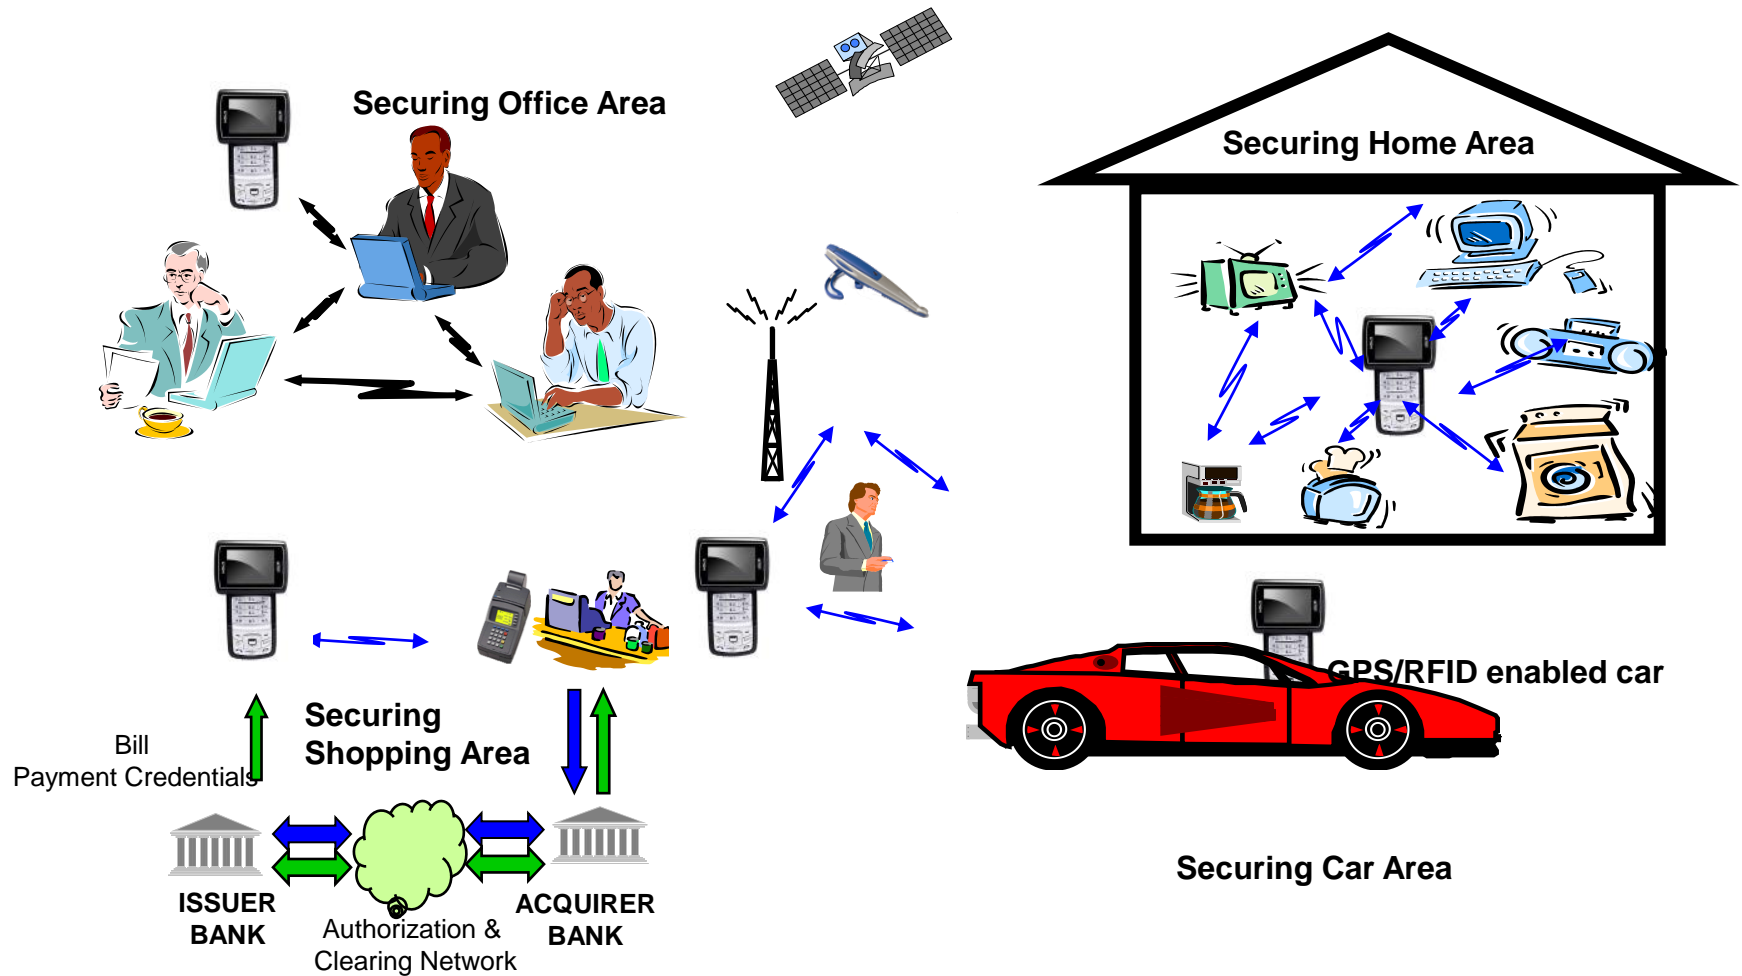 Securing Office Area
Securing Home Area
GPS/RFID enabled car
Securing
Shopping Area
Bill
Payment Credentials
Securing Car Area
ISSUER
BANK
ACQUIRER
BANK
Authorization &
Clearing Network